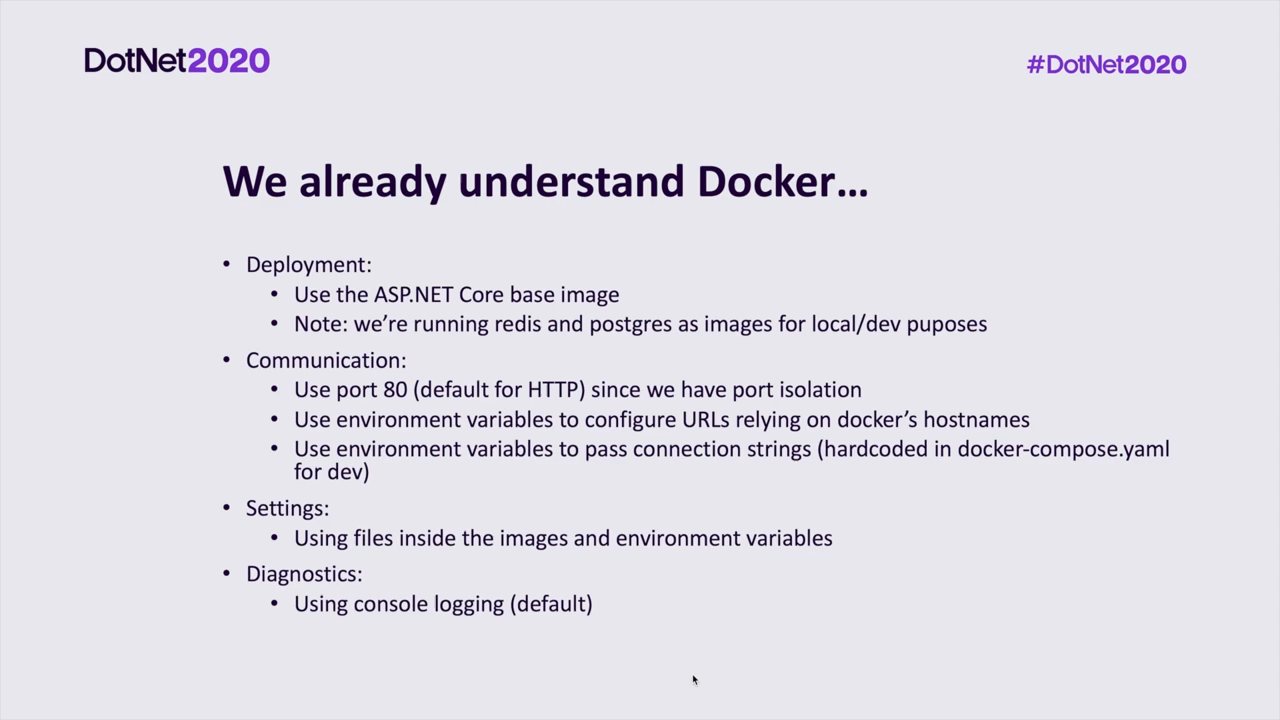 DotNet2020
#DotNet2020
We already understand Docker…
• Deployment:
• Use the ASP.NET Core base image
• Note: we’re running redis and postgres as images for local/dev puposes
• Communication:
• Use port 80 (default for HTTP) since we have port isolation
• Use environment variables to configure URLs relying on docker’s hostnames
• Use environment variables to pass connection strings (hardcoded in docker-compose.yaml
for dev)
• Settings:
• Using files inside the images and environment variables
• Diagnostics:
• Using console logging (default)